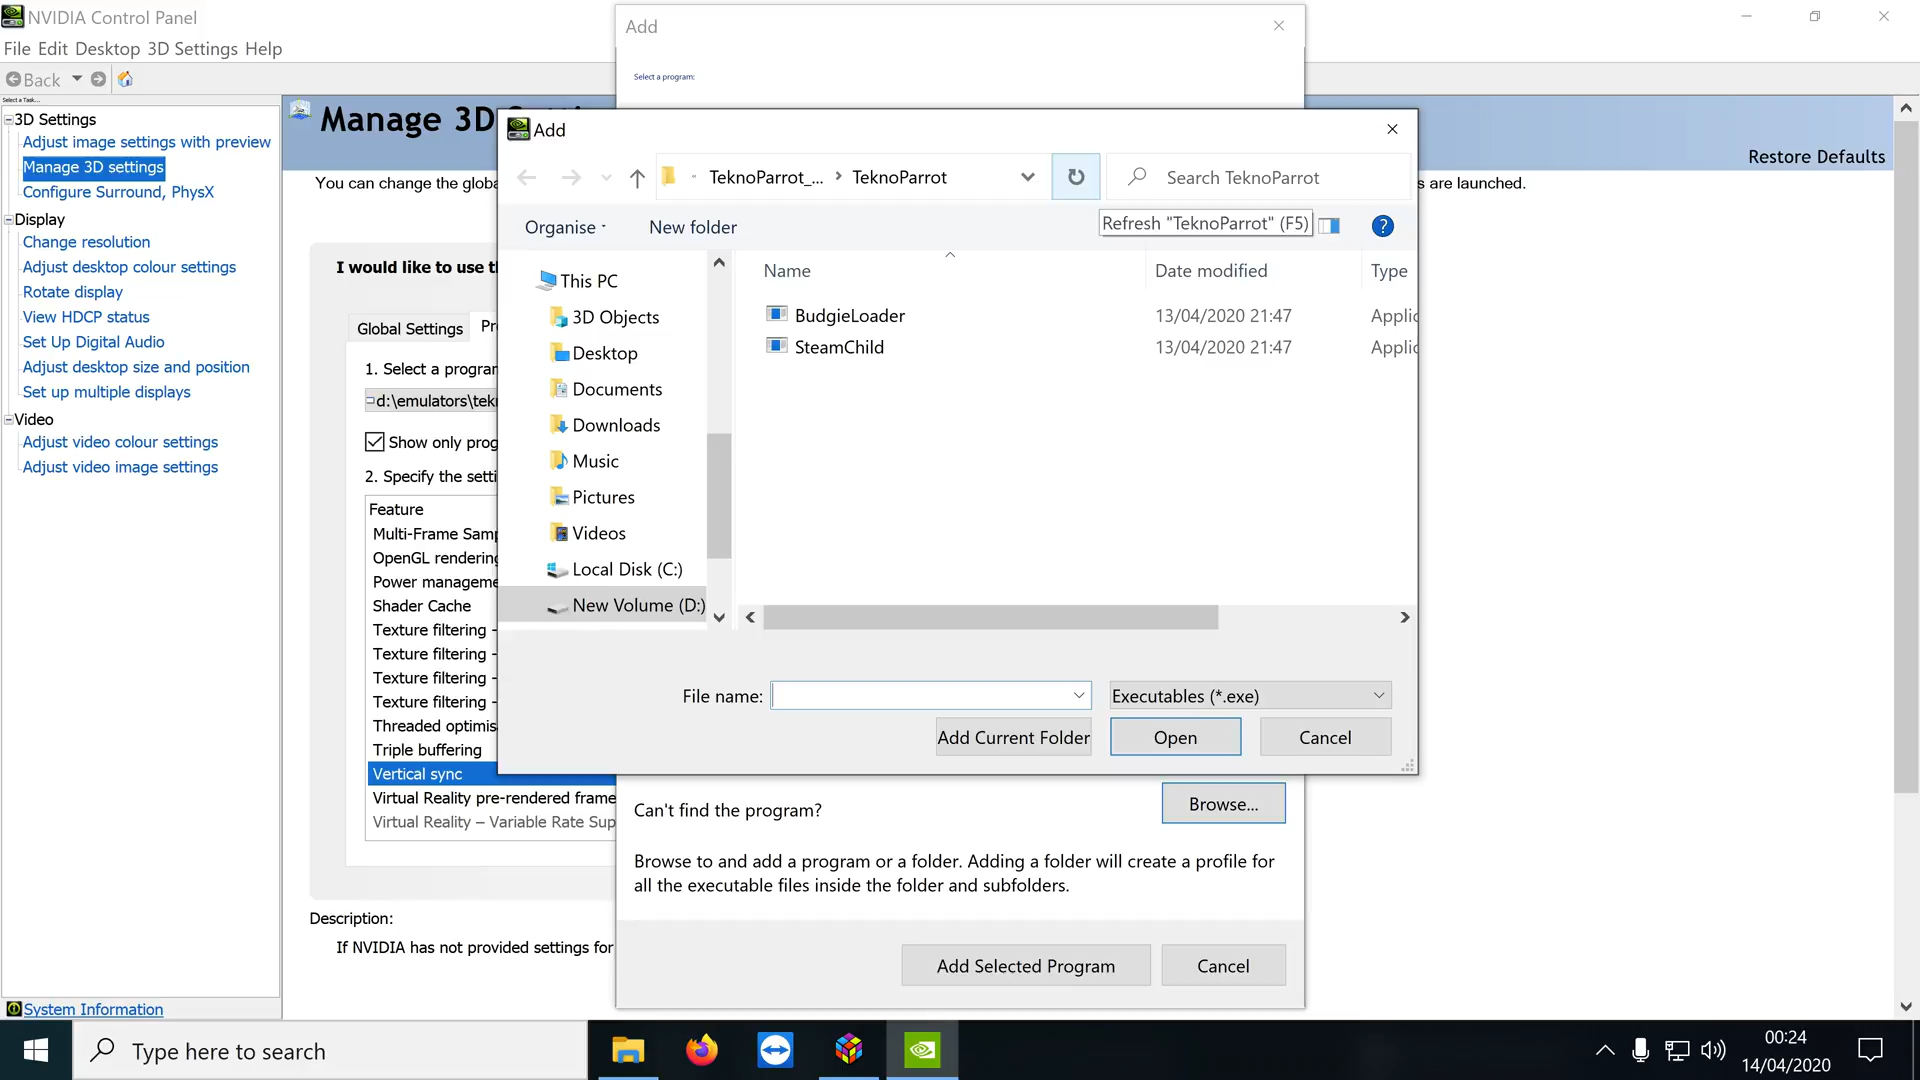 NVIDIA Control Panel
File Edit Desktop 3D Settings Help
Back
Select a Task...
3D Settings
Adjust image settings with preview
Manage 3D settings
Configure Surround, PhysX
Display
Change resolution
Adjust desktop colour settings
Rotate display
View HDCP status
Set Up Digital Audio
Adjust desktop size and position
Set up multiple displays
Video
Adjust video colour settings
Adjust video image settings
System Information
Manage 3D
Restore Defaults
You can change the globa
s are launched.
I would like to use t
Global Settings
Pr
1. Select a program
d:\emulators\tek
Show only prog
2. Specify the setti
Feature
Multi-Frame Samp
OpenGL rendering
Power manageme
Shader Cache
Texture filtering -
Texture filtering -
Texture filtering -
Texture filtering -
Threaded optimis
Triple buffering
Vertical sync
Virtual Reality pre-rendered frame
Virtual Reality – Variable Rate Sup
Description:
If NVIDIA has not provided settings for
Add
Select a program:
Add
TeknoParrot_... TeknoParrot
Search TeknoParrot
Organise
New folder
Refresh "TeknoParrot" (F5)
This PC
3D Objects
Desktop
Documents
Downloads
Music
Pictures
Videos
Local Disk (C:)
New Volume (D:)
Name Date modified Type
BudgieLoader 13/04/2020 21:47 Applic
SteamChild 13/04/2020 21:47 Applic
File name:
Executables (*.exe)
Add Current Folder
Open
Cancel
Can't find the program?
Browse...
Browse to and add a program or a folder. Adding a folder will create a profile for
all the executable files inside the folder and subfolders.
Add Selected Program
Cancel
Type here to search
00:24
14/04/2020